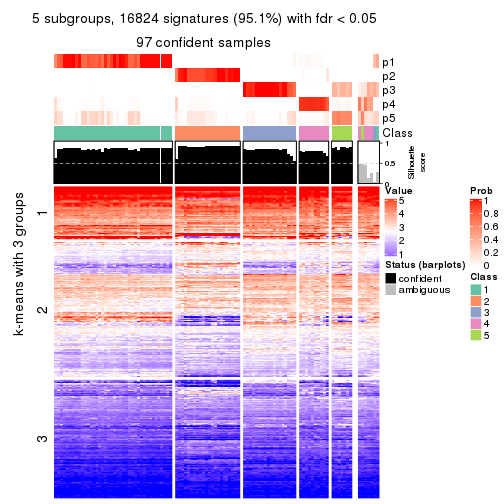 5 subgroups, 16824 signatures (95.1%) with fdr < 0.05
97 confident samples
p1
p2
p3
p4
p5
Class
1
0.5
0
Silhouette
score
k-means with 3 groups
1
2
3
Value
5
4
3
2
1
Status (barplots)
confident
ambiguous
Prob
1
0.8
0.6
0.4
0.2
0
Class
1
2
3
4
5